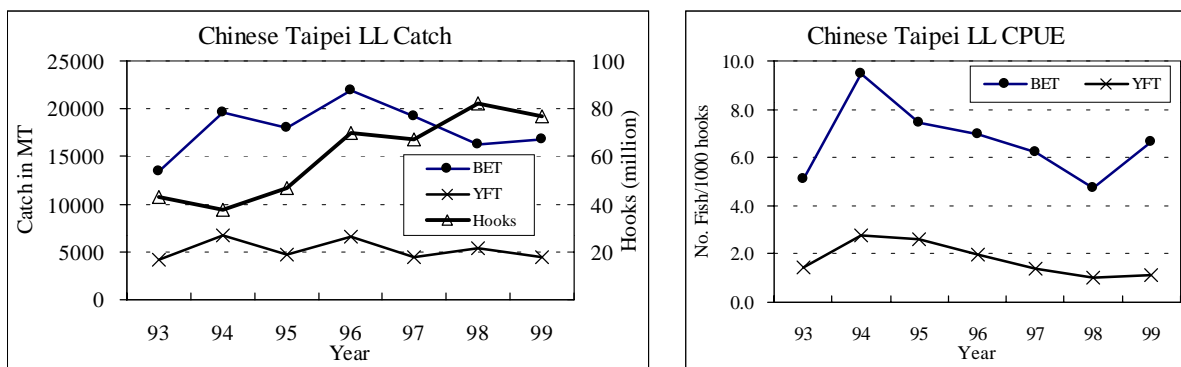 Chinese Taipei LL Catch
25000
20000
15000
10000
5000
0
Catch in MT
100
80
60
40
20
Hooks (million)
BET
YFT
Hooks
93 94 95 96 97 98 99
Year
Chinese Taipei LL CPUE
10.0
8.0
6.0
4.0
2.0
0.0
No. Fish/1000 hooks
BET YFT
93 94 95 96 97 98 99
Year